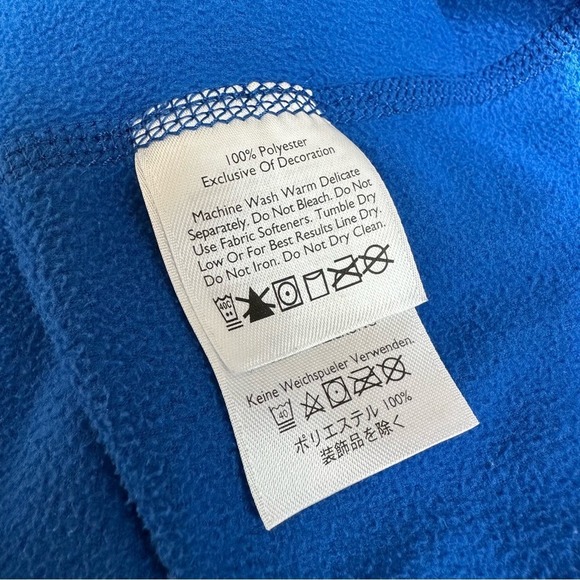 100% Polyester
Exclusive Of Decoration
Machine Wash Warm Delicate
Separately. Do Not Bleach. Do Not
Use Fabric Softeners. Tumble Dry
Low Or For Best Results Line Dry.
Do Not Iron. Do Not Dry Clean.
40C
Keine Weichspueler Verwenden.
40
ポリエステル 100%
装飾品を除く